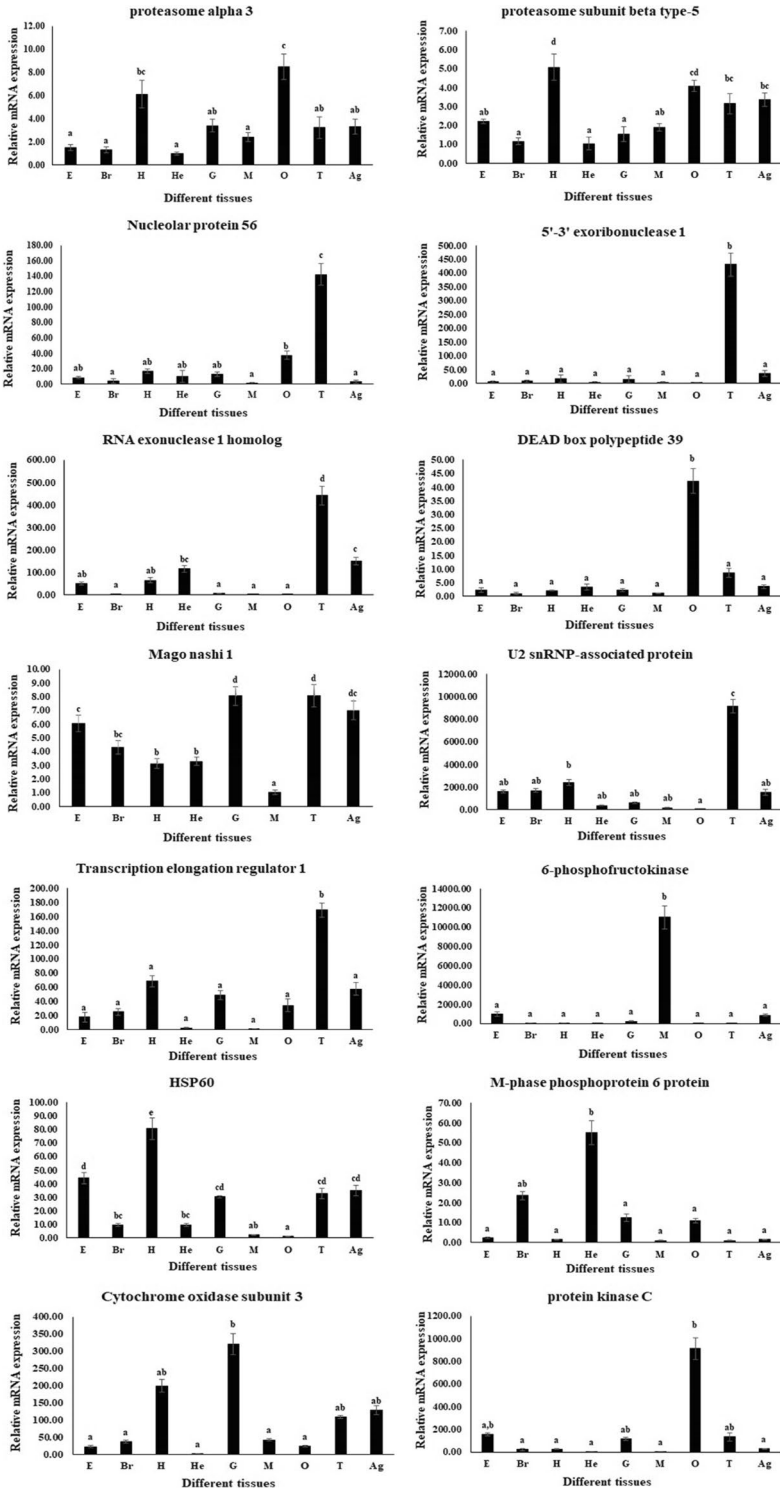 proteasome alpha 3
Relative mRNA expression
12.00
10.00
8.00
6.00
4.00
2.00
0.00
a a bc a a a c ab ab
E Br H He G M O T Ag
Different tissues
proteasome subunit beta type-5
Relative mRNA expression
7.00
6.00
5.00
4.00
3.00
2.00
1.00
0.00
ab a d a a ab cd bc bc
E Br H He G M O T Ag
Different tissues
Nucleolar protein 56
Relative mRNA expression
180.00
160.00
140.00
120.00
100.00
80.00
60.00
40.00
20.00
0.00
ab a ab ab ab a b c a
E Br H He G M O T Ag
Different tissues
5'-3' exoribonuclease 1
Relative mRNA expression
500.00
450.00
400.00
350.00
300.00
250.00
200.00
150.00
100.00
50.00
0.00
a a a a a a a b a
E Br H He G M O T Ag
Different tissues
RNA exonuclease 1 homolog
Relative mRNA expression
600.00
500.00
400.00
300.00
200.00
100.00
0.00
ab a ab bc a a a d c
E Br H He G M O T Ag
Different tissues
DEAD box polypeptide 39
Relative mRNA expression
50.00
45.00
40.00
35.00
30.00
25.00
20.00
15.00
10.00
5.00
0.00
a a a a a a b a a
E Br H He G M O T Ag
Different tissues
Mago nashi 1
Relative mRNA expression
10.00
9.00
8.00
7.00
6.00
5.00
4.00
3.00
2.00
1.00
0.00
c bc b b d a d dc
E Br H He G M T Ag
Different tissues
U2 snRNP-associated protein
Relative mRNA expression
12000.00
10000.00
8000.00
6000.00
4000.00
2000.00
0.00
ab ab b ab ab ab a c ab
E Br H He G M O T Ag
Different tissues
Transcription elongation regulator 1
Relative mRNA expression
200.00
180.00
160.00
140.00
120.00
100.00
80.00
60.00
40.00
20.00
0.00
a a a a a a a b a
E Br H He G M O T Ag
Different tissues
6-phosphofructokinase
Relative mRNA expression
14000.00
12000.00
10000.00
8000.00
6000.00
4000.00
2000.00
0.00
a a a a a b a a a
E Br H He G M O T Ag
Different tissues
HSP60
Relative mRNA expression
100.00
90.00
80.00
70.00
60.00
50.00
40.00
30.00
20.00
10.00
0.00
d bc e bc cd ab a cd cd
E Br H He G M O T Ag
Different tissues
M-phase phosphoprotein 6 protein
Relative mRNA expression
70.00
60.00
50.00
40.00
30.00
20.00
10.00
0.00
a ab a b a a a a a
E Br H He G M O T Ag
Different tissues
Cytochrome oxidase subunit 3
Relative mRNA expression
400.00
350.00
300.00
250.00
200.00
150.00
100.00
50.00
0.00
a a ab a b a a ab ab
E Br H He G M O T Ag
Different tissues
protein kinase C
Relative mRNA expression
1200.00
1000.00
800.00
600.00
400.00
200.00
0.00
a,b a a a ab a b ab a
E Br H He G M O T Ag
Different tissues